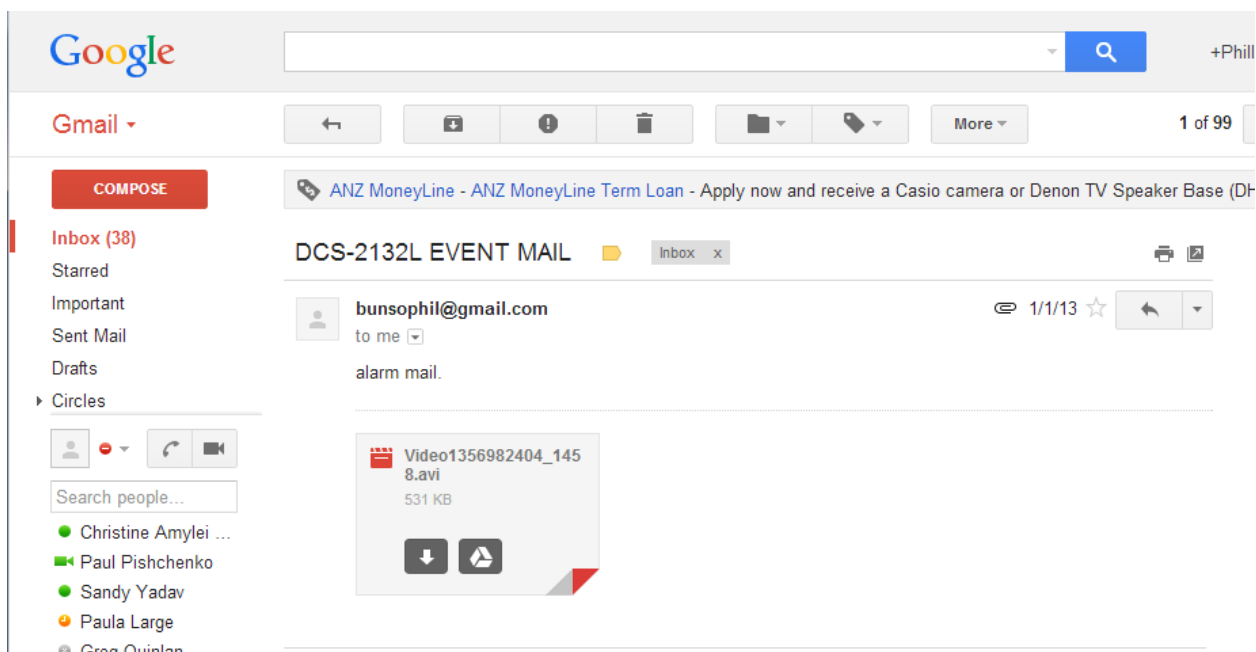 Google
+Phill
Gmail
More
1 of 99
COMPOSE
ANZ MoneyLine - ANZ MoneyLine Term Loan - Apply now and receive a Casio camera or Denon TV Speaker Base (DH
Inbox (38)
Starred
Important
Sent Mail
Drafts
Circles
DCS-2132L EVENT MAIL
Inbox x
bunsophil@gmail.com
1/1/13
to me
alarm mail.
Video1356982404_145
8.avi
531 KB
Search people...
Christine Amylei ...
Paul Pishchenko
Sandy Yadav
Paula Large
Greg Quinlan